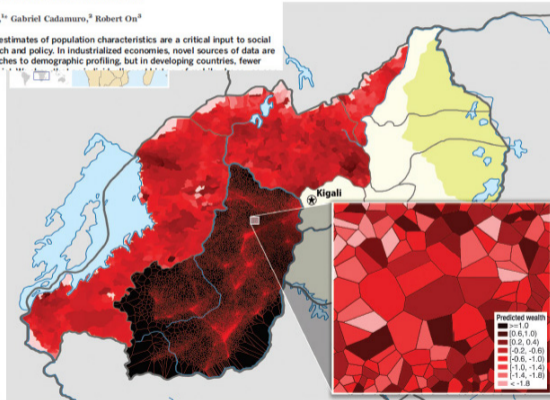 Gabriel Cadamuro, Robert On
estimates of population characteristics are a critical input to social
ch and policy. In industrialized economies, novel sources of data are
ches to demographic profiling, but in developing countries, fewer
Kigali
Predicted wealth
>=1.0
[0.6,1.0)
[0.2, 0.4)
[-0.2, -0.6)
[-0.6, -1.0)
[-1.0, -1.4)
[-1.4, -1.8)
< -1.8